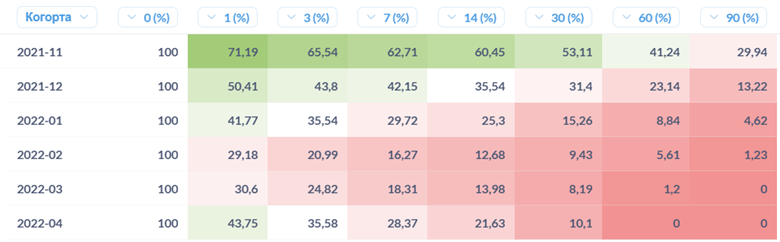 Когорта 0 (%) 1 (%) 3 (%) 7 (%) 14 (%) 30 (%) 60 (%) 90 (%)
2021-11 100 71,19 65,54 62,71 60,45 53,11 41,24 29,94
2021-12 100 50,41 43,8 42,15 35,54 31,4 23,14 13,22
2022-01 100 41,77 35,54 29,72 25,3 15,26 8,84 4,62
2022-02 100 29,18 20,99 16,27 12,68 9,43 5,61 1,23
2022-03 100 30,6 24,82 18,31 13,98 8,19 1,2 0
2022-04 100 43,75 35,58 28,37 21,63 10,1 0 0